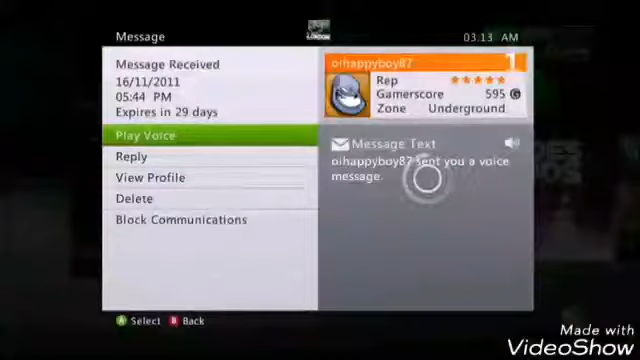 Message
03.13 AM
Message Received
16/11/2011
05:44 PM
Expires in 29 days
Play Voice
Reply
View Profile
Delete
Block Communications
oihappyboy87
1
Rep
Gamerscore 595 G
Zone Underground
Message Text
oihappyboy87 sent you a voice
message.
A Select B Back
Made with
VideoShow